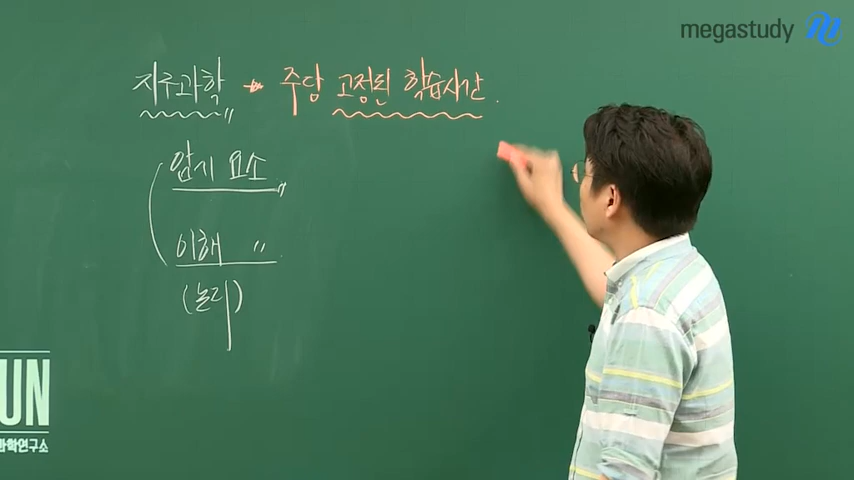 megastudy
지구과학 → 주당 고정된 학습시간.
암기 요소
이해 〃
(논리)
UN
과학연구소